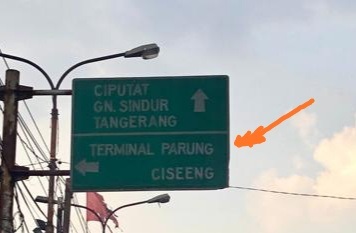 CIPUTAT
GN. SINDUR
TANGERANG
TERMINAL PARUNG
CISEENG